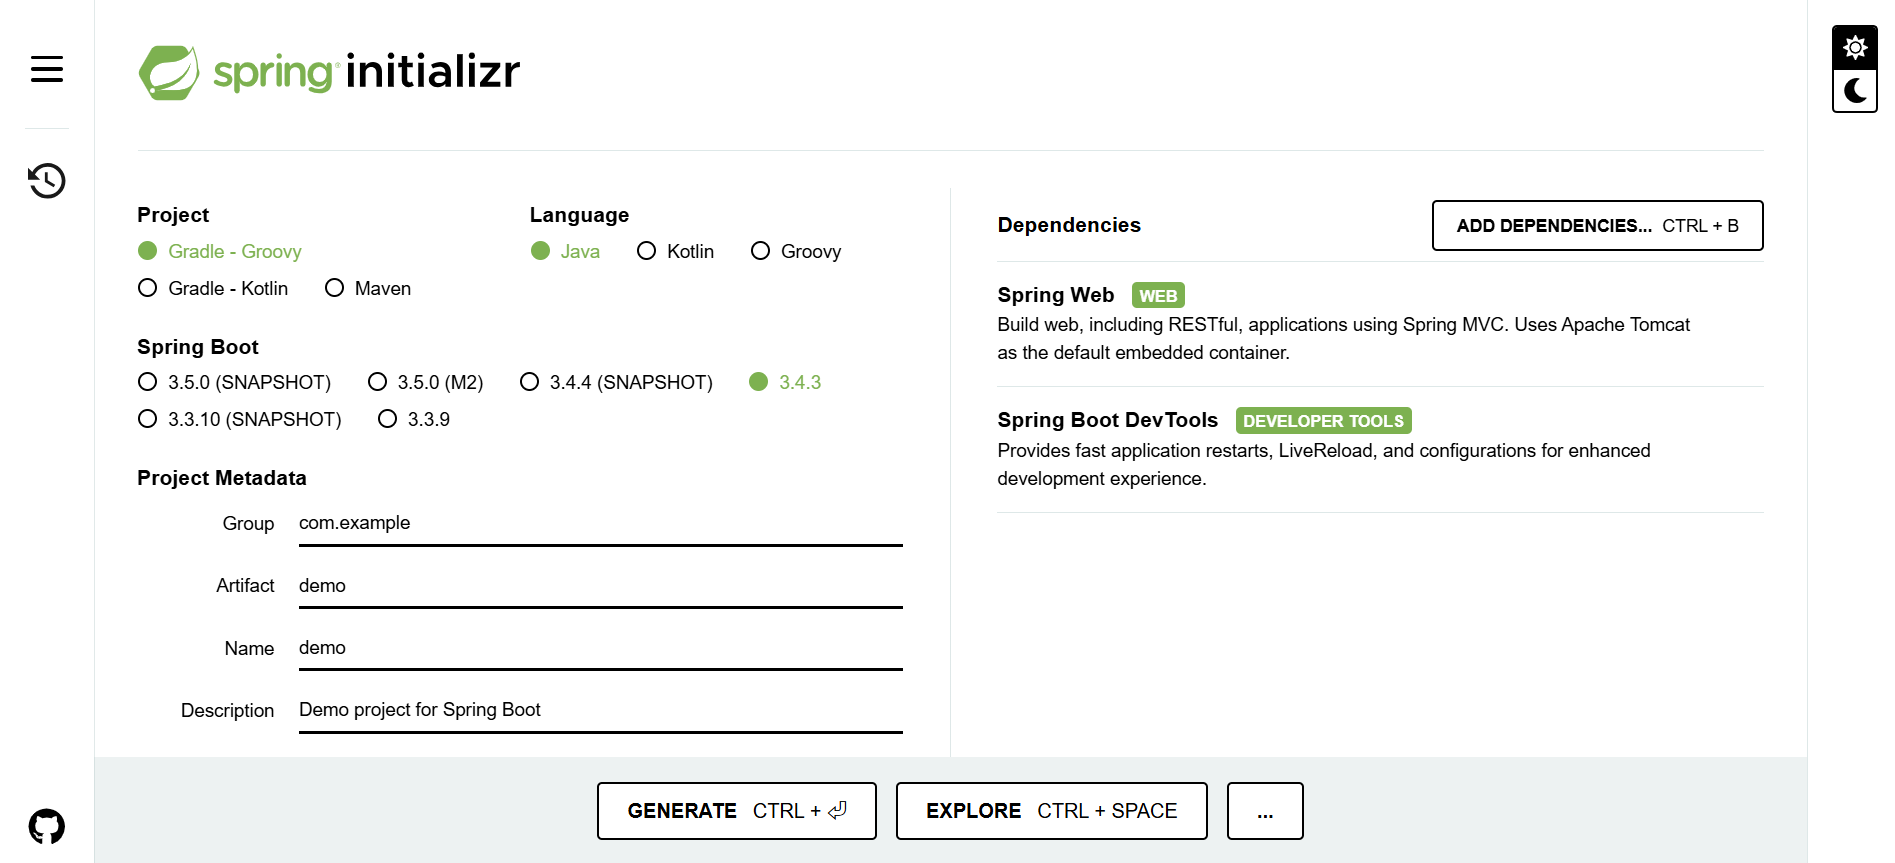 spring initializr
Project
Gradle - Groovy
Gradle - Kotlin Maven
Language
Java Kotlin Groovy
Spring Boot
3.5.0 (SNAPSHOT) 3.5.0 (M2) 3.4.4 (SNAPSHOT) 3.4.3
3.3.10 (SNAPSHOT) 3.3.9
Project Metadata
Group com.example
Artifact demo
Name demo
Description Demo project for Spring Boot
Dependencies ADD DEPENDENCIES... CTRL + B
Spring Web WEB
Build web, including RESTful, applications using Spring MVC. Uses Apache Tomcat
as the default embedded container.
Spring Boot DevTools DEVELOPER TOOLS
Provides fast application restarts, LiveReload, and configurations for enhanced
development experience.
GENERATE CTRL + ⏎ EXPLORE CTRL + SPACE ...